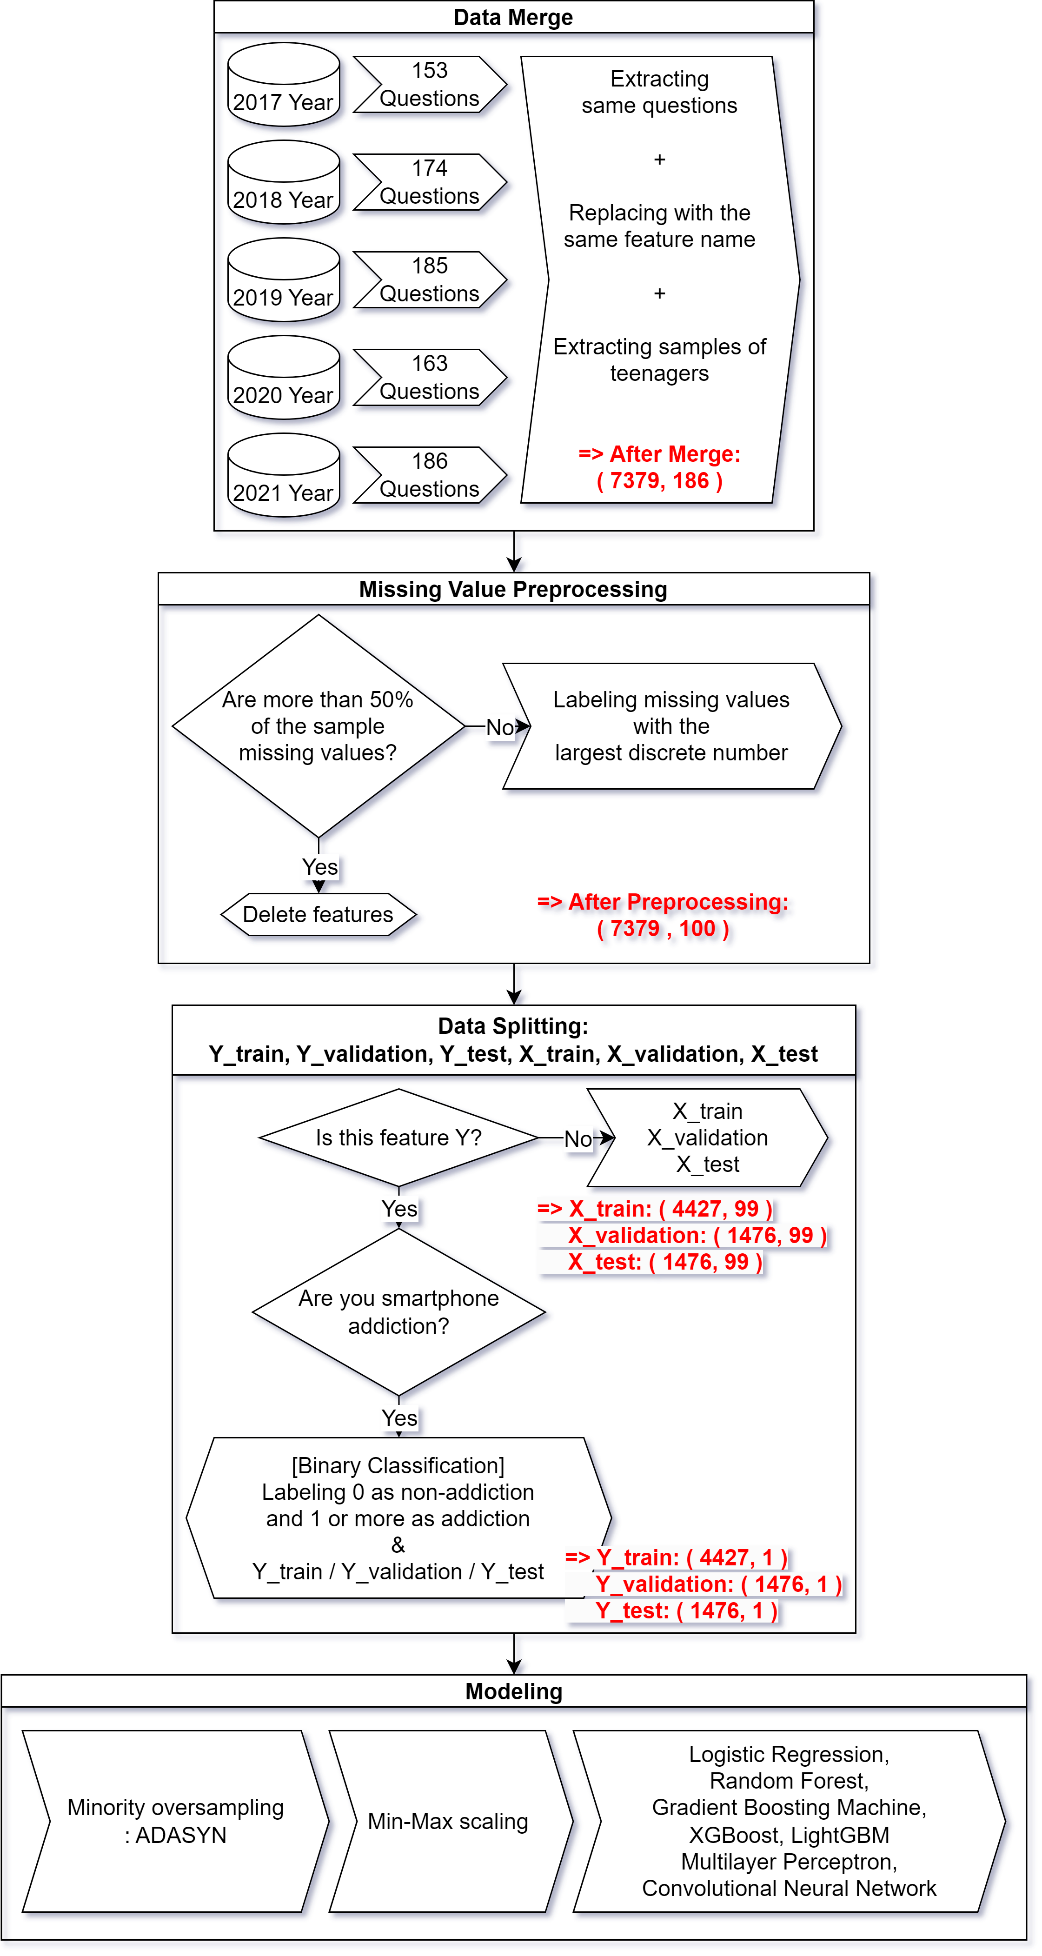 Data Merge
2017 Year
153
Questions
2018 Year
174
Questions
2019 Year
185
Questions
2020 Year
163
Questions
2021 Year
186
Questions
Extracting
same questions
+
Replacing with the
same feature name
+
Extracting samples of
teenagers
=> After Merge:
( 7379, 186 )
Missing Value Preprocessing
Are more than 50%
of the sample
missing values?
No
Labeling missing values
with the
largest discrete number
Yes
Delete features
=> After Preprocessing:
( 7379 , 100 )
Data Splitting:
Y_train, Y_validation, Y_test, X_train, X_validation, X_test
Is this feature Y?
No
X_train
X_validation
X_test
=> X_train: ( 4427, 99 )
X_validation: ( 1476, 99 )
X_test: ( 1476, 99 )
Yes
Are you smartphone
addiction?
Yes
[Binary Classification]
Labeling 0 as non-addiction
and 1 or more as addiction
&
Y_train / Y_validation / Y_test
=> Y_train: ( 4427, 1 )
Y_validation: ( 1476, 1 )
Y_test: ( 1476, 1 )
Modeling
Minority oversampling
: ADASYN
Min-Max scaling
Logistic Regression,
Random Forest,
Gradient Boosting Machine,
XGBoost, LightGBM
Multilayer Perceptron,
Convolutional Neural Network